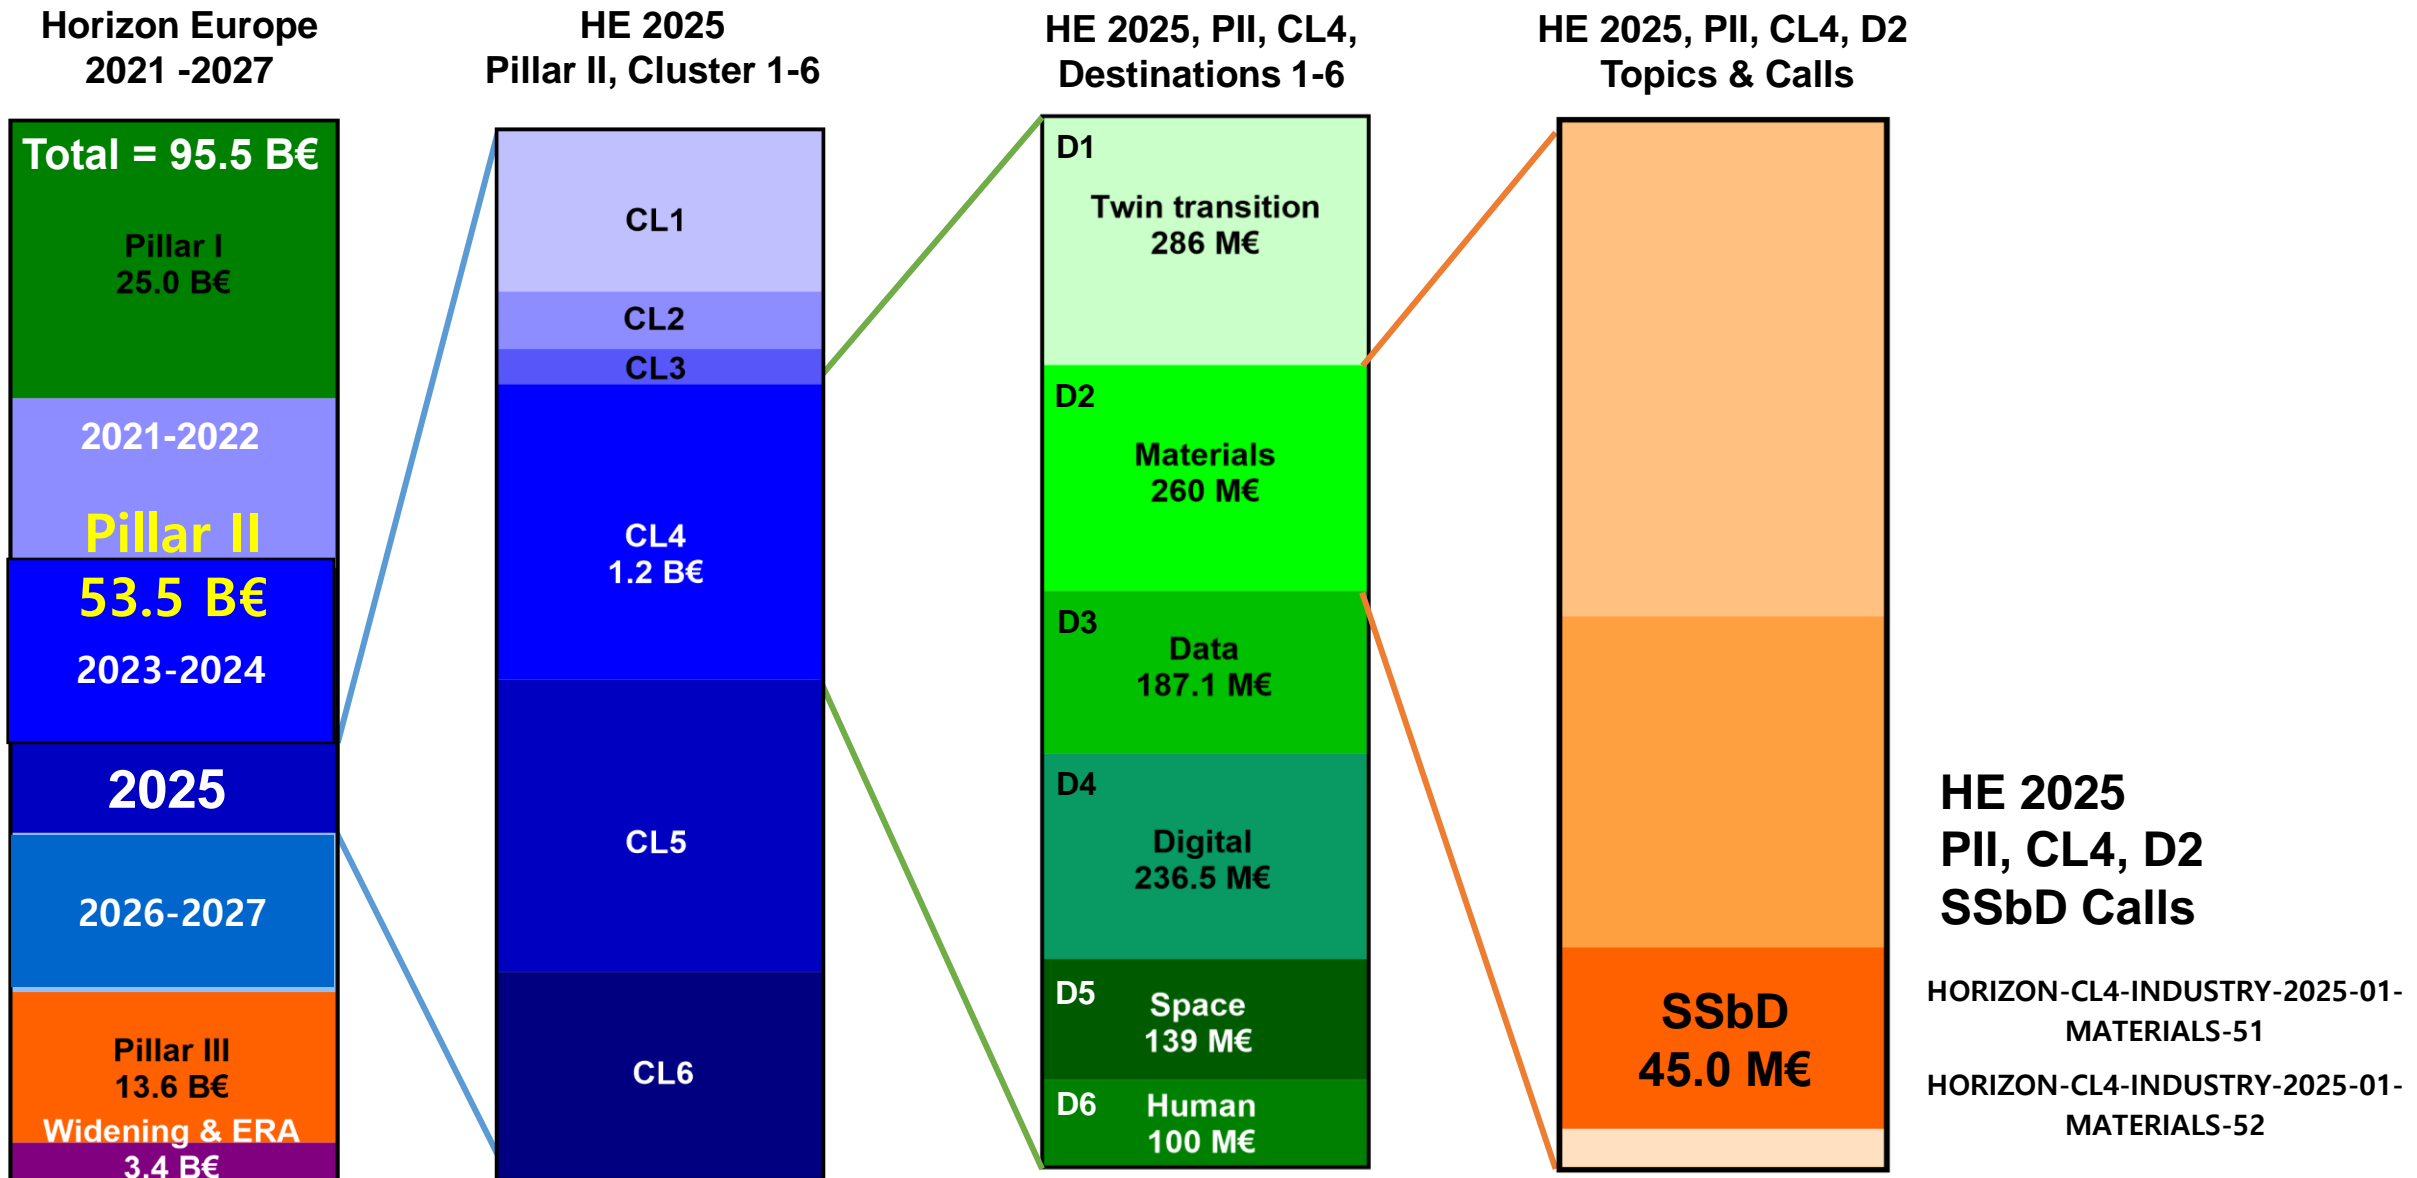 Horizon Europe
2021 -2027
Total = 95.5 B€
Pillar I
25.0 B€
2021-2022
Pillar II
53.5 B€
2023-2024
2025
2026-2027
Pillar III
13.6 B€
Widening & ERA
3.4 B€
HE 2025
Pillar II, Cluster 1-6
CL1
CL2
CL3
CL4
1.2 B€
CL5
CL6
HE 2025, PII, CL4,
Destinations 1-6
D1
Twin transition
286 M€
D2
Materials
260 M€
D3
Data
187.1 M€
D4
Digital
236.5 M€
D5
Space
139 M€
D6
Human
100 M€
HE 2025, PII, CL4, D2
Topics & Calls
SSbD
45.0 M€
HE 2025
PII, CL4, D2
SSbD Calls
HORIZON-CL4-INDUSTRY-2025-01-
MATERIALS-51
HORIZON-CL4-INDUSTRY-2025-01-
MATERIALS-52